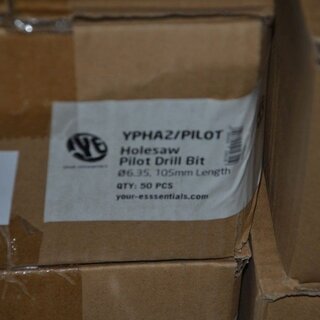 YPHA2/PILOT
Holesaw
Pilot Drill Bit
Ø6.35, 105mm Length
QTY: 50 PCS
your-esssentials.com